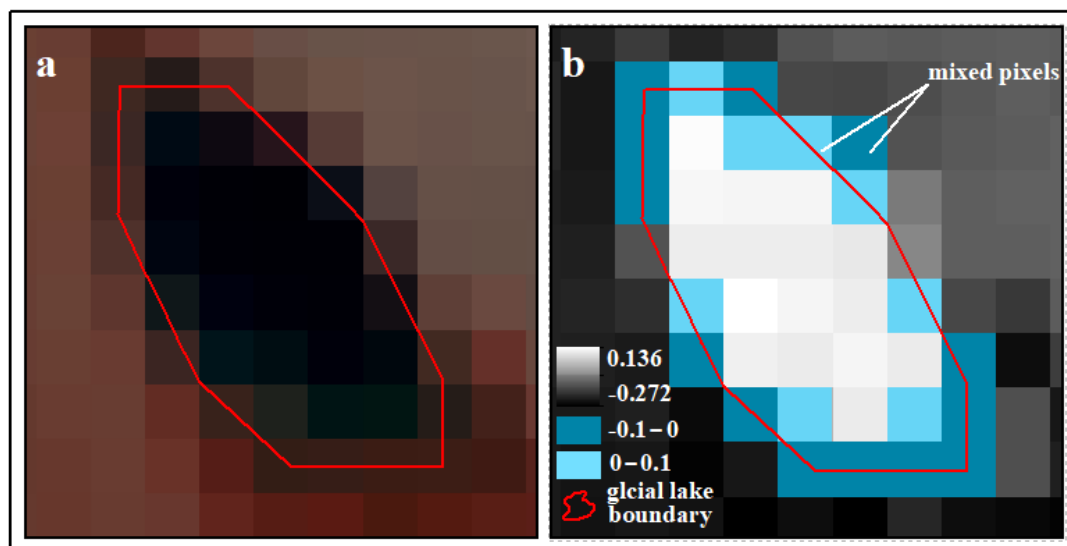 a
b
mixed pixels
0.136
-0.272
-0.1 – 0
0 – 0.1
glcial lake
boundary